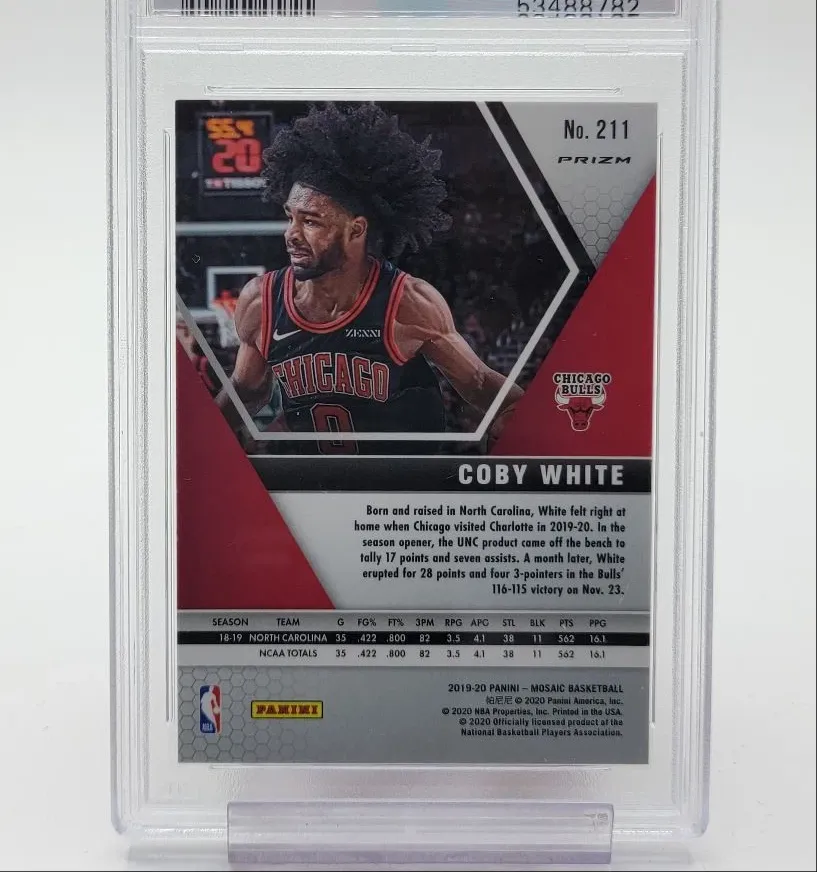 53488782
No. 211
PRIZM
20
ZENNI
CHICAGO
0
CHICAGO
BULLS
COBY WHITE
Born and raised in North Carolina, White felt right at
home when Chicago visited Charlotte in 2019-20. In the
season opener, the UNC product came off the bench to
tally 17 points and seven assists. A month later, White
erupted for 28 points and four 3-pointers in the Bulls'
116-115 victory on Nov. 23.
SEASON TEAM G FG% FT% 3PM RPG APG STL BLK PTS PPG
18-19 NORTH CAROLINA 35 .422 .800 82 3.5 4.1 38 11 562 16.1
NCAA TOTALS 35 .422 .800 82 3.5 4.1 38 11 562 16.1
2019-20 PANINI – MOSAIC BASKETBALL
帕尼尼 © 2020 Panini America, Inc.
© 2020 NBA Properties, Inc. Printed in the USA.
© 2020 Officially licensed product of the
National Basketball Players Association.
NBA
PANINI